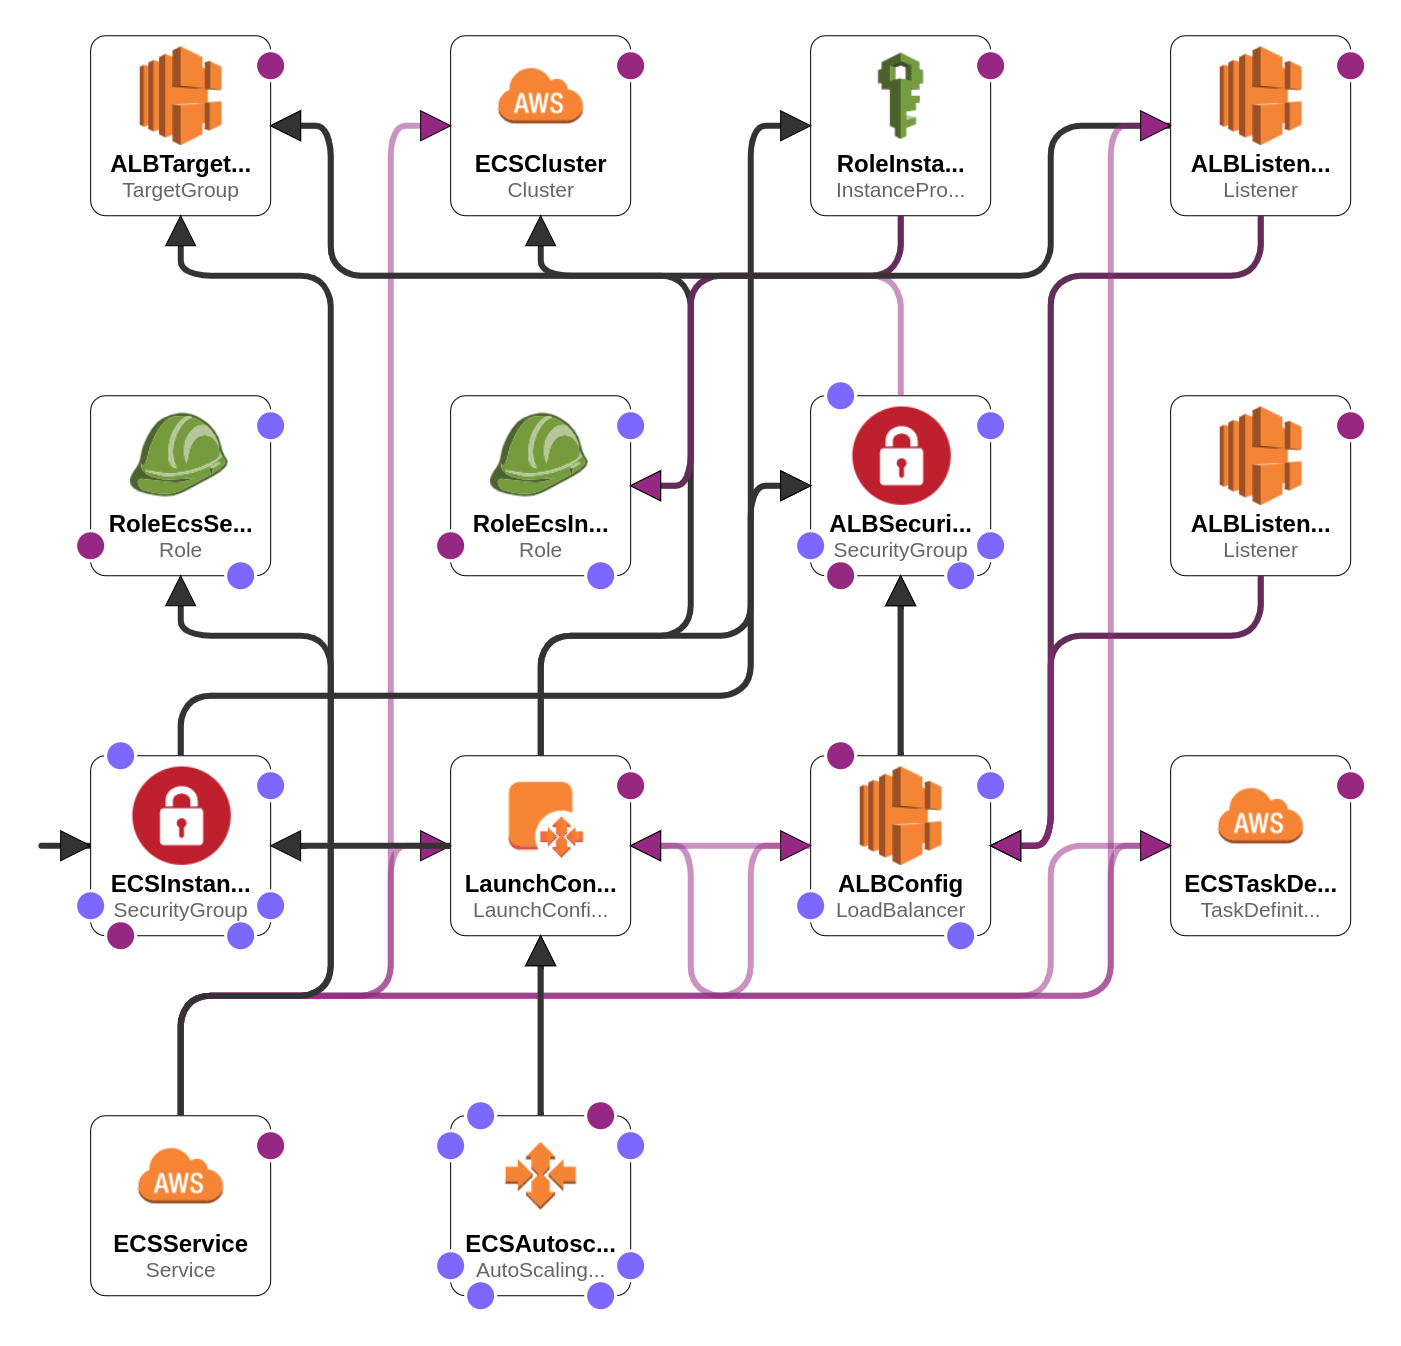 ALBTarget...
TargetGroup
AWS
ECSCluster
Cluster
RoleInsta...
InstancePro...
ALBListen...
Listener
RoleEcsSe...
Role
RoleEcsIn...
Role
ALBSecuri...
SecurityGroup
ALBListen...
Listener
ECSInstan...
SecurityGroup
LaunchCon...
LaunchConfi...
ALBConfig
LoadBalancer
AWS
ECSTaskDe...
TaskDefinit...
AWS
ECSService
Service
ECSAutosc...
AutoScaling...